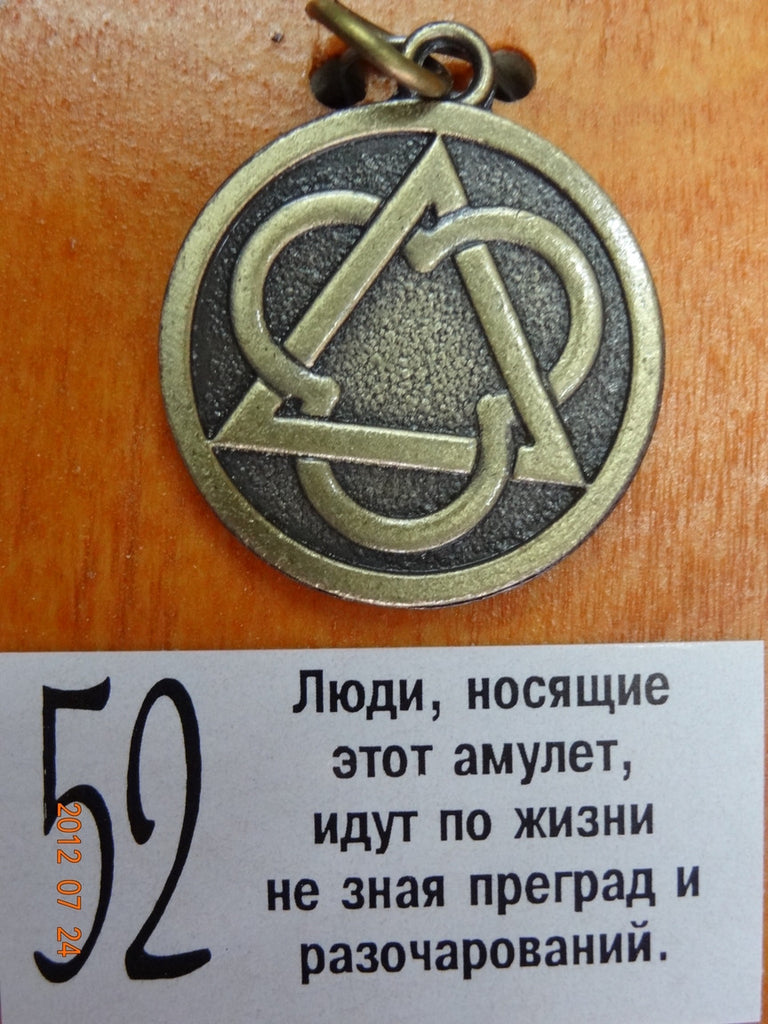 52
Люди, носящие
этот амулет,
идут по жизни
не зная преград и
разочарований.
2012 07 24